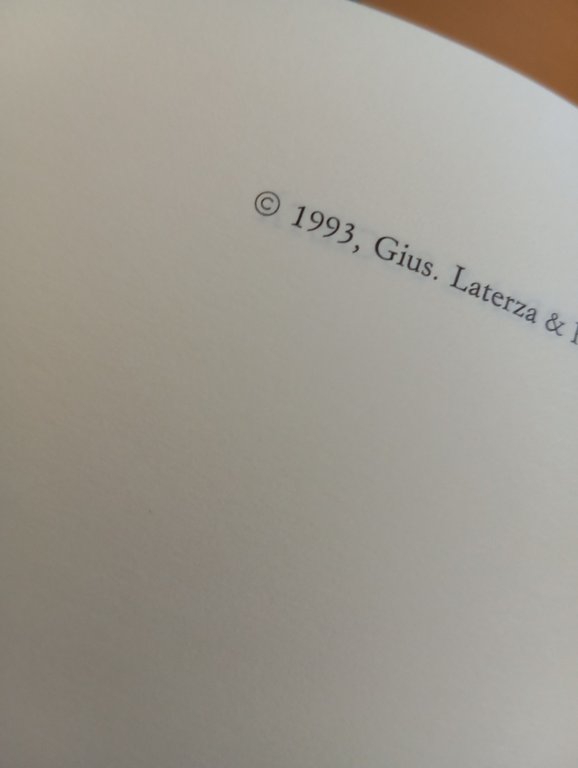 © 1993, Gius. Laterza &